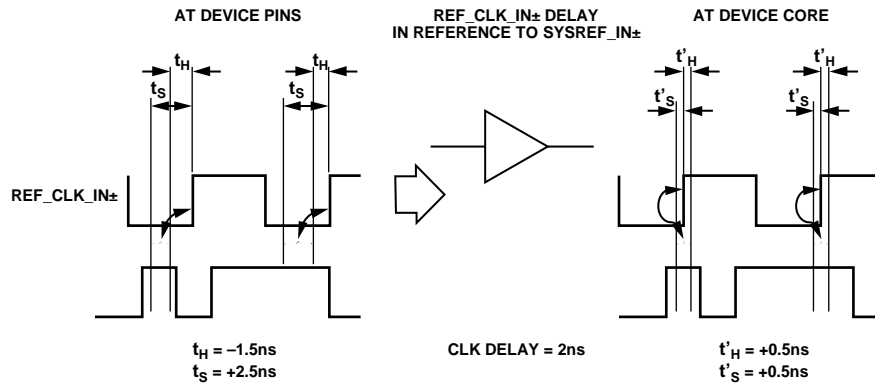 AT DEVICE PINS
REF_CLK_IN± DELAY
IN REFERENCE TO SYSREF_IN±
AT DEVICE CORE
tH
tH
t'H
t'H
tS
tS
t'S
t'S
REF_CLK_IN±
tH = –1.5ns
tS = +2.5ns
CLK DELAY = 2ns
t'H = +0.5ns
t'S = +0.5ns